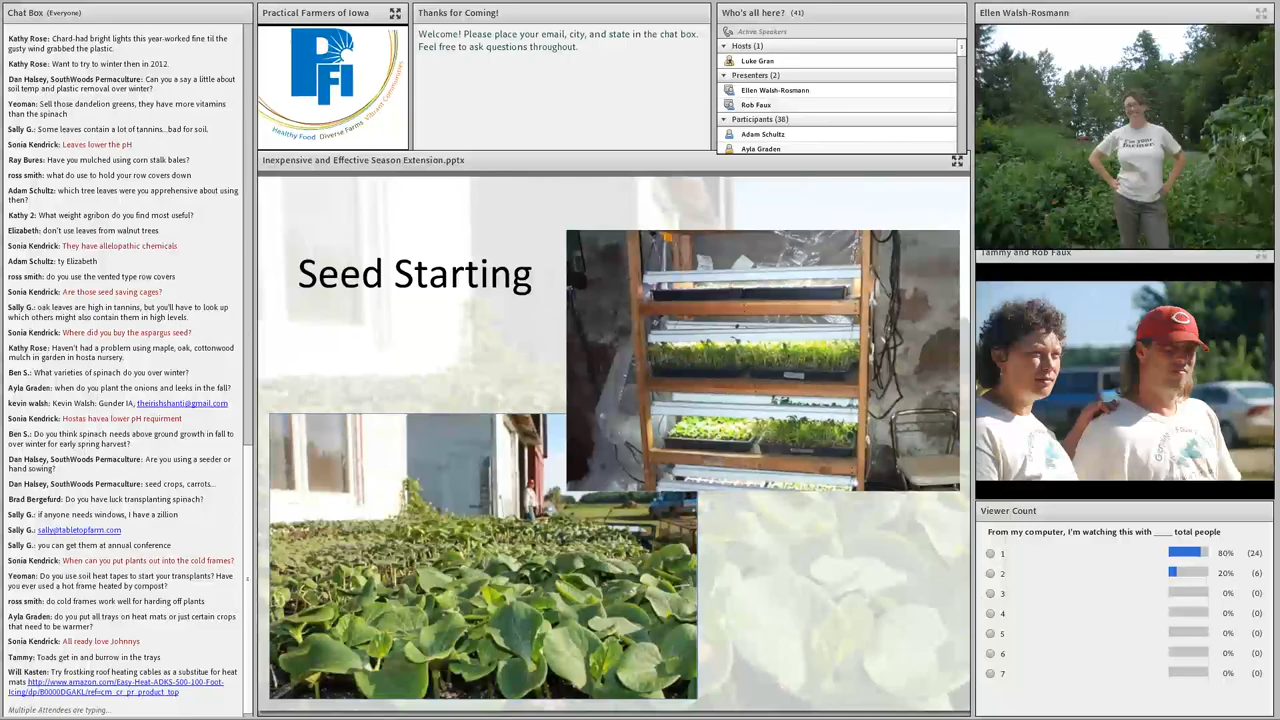 Chat Box (Everyone)
Kathy Rose: Chard-had bright lights this year-worked fine til the
gusty wind grabbed the plastic.
Kathy Rose: Want to try to winter then in 2012.
Dan Halsey, SouthWoods Permaculture: Can you a say a little about
soil temp and plastic removal over winter?
Yeoman: Sell those dandelion greens, they have more vitamins
than the spinach
Sally G.: Some leaves contain a lot of tannins...bad for soil.
Sonia Kendrick: Leaves lower the pH
Ray Bures: Have you mulched using corn stalk bales?
ross smith: what do use to hold your row covers down
Adam Schultz: which tree leaves were you apprehensive about using
then?
Kathy 2: What weight agribon do you find most useful?
Elizabeth: don't use leaves from walnut trees
Sonia Kendrick: They have allelopathic chemicals
Adam Schultz: ty Elizabeth
ross smith: do you use the vented type row covers
Sonia Kendrick: Are those seed saving cages?
Sally G.: oak leaves are high in tannins, but you'll have to look up
which others might also contain them in high levels.
Sonia Kendrick: Where did you buy the aspargus seed?
Kathy Rose: Haven't had a problem using maple, oak, cottonwood
mulch in garden in hosta nursery.
Ben S.: What varieties of spinach do you over winter?
Ayla Graden: when do you plant the onions and leeks in the fall?
kevin walsh: Kevin Walsh: Gunder IA, theirishshanti@gmail.com
Sonia Kendrick: Hostas havea lower pH requirment
Ben S.: Do you think spinach needs above ground growth in fall to
over winter for early spring harvest?
Dan Halsey, SouthWoods Permaculture: Are you using a seeder or
hand sowing?
Dan Halsey, SouthWoods Permaculture: seed crops, carrots...
Brad Bergefurd: Do you have luck transplanting spinach?
Sally G.: if anyone needs windows, I have a zillion
Sally G.: sally@tabletopfarm.com
Sally G.: you can get them at annual conference
Sonia Kendrick: When can you put plants out into the cold frames?
Yeoman: Do you use soil heat tapes to start your transplants? Have
you ever used a hot frame heated by compost?
ross smith: do cold frames work well for harding off plants
Ayla Graden: do you put all trays on heat mats or just certain crops
that need to be warmer?
Sonia Kendrick: All ready love Johnnys
Tammy: Toads get in and burrow in the trays
Will Kasten: Try frostking roof heating cables as a substitue for heat
mats http://www.amazon.com/Easy-Heat-ADKS-500-100-Foot-
Icing/dp/B0000DGAKL/ref=cm_cr_pr_product_top
Multiple Attendees are typing...
Practical Farmers of Iowa
PFI
Healthy Food Diverse Farms Vibrant Communities
Thanks for Coming!
Welcome! Please place your email, city, and state in the chat box.
Feel free to ask questions throughout.
Who's all here? (41)
Active Speakers
Hosts (1)
Luke Gran
Presenters (2)
Ellen Walsh-Rosmann
Rob Faux
Participants (38)
Adam Schultz
Ayla Graden
Inexpensive and Effective Season Extension.pptx
Seed Starting
Ellen Walsh-Rosmann
Tammy and Rob Faux
Viewer Count
From my computer, I'm watching this with ____ total people
1 80% (24)
2 20% (6)
3 0% (0)
4 0% (0)
5 0% (0)
6 0% (0)
7 0% (0)